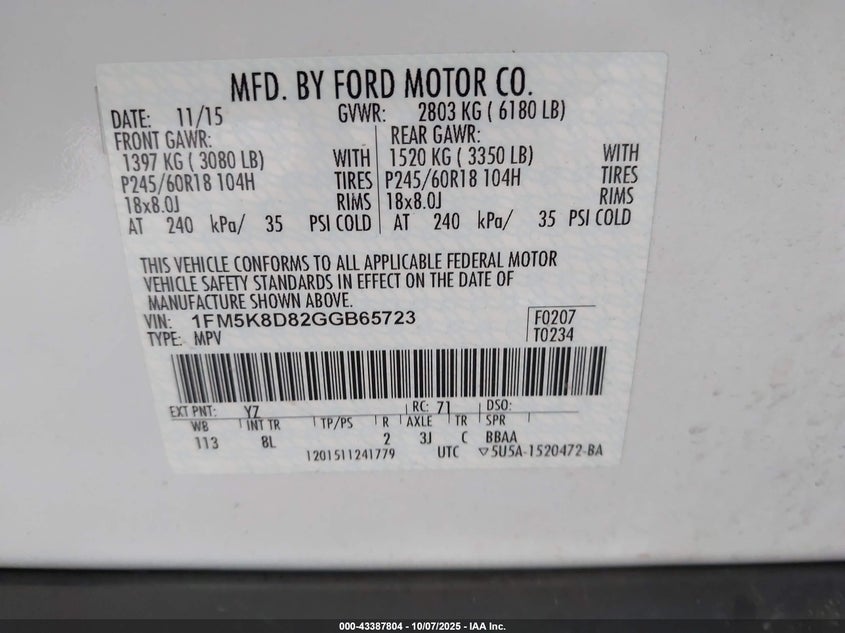 MFD. BY FORD MOTOR CO.
DATE: 11/15 GVWR: 2803 KG ( 6180 LB)
FRONT GAWR: REAR GAWR:
1397 KG ( 3080 LB) WITH 1520 KG ( 3350 LB) WITH
P245/60R18 104H TIRES P245/60R18 104H TIRES
18x8.0J RIMS 18x8.0J RIMS
AT 240 kPa/ 35 PSI COLD AT 240 kPa/ 35 PSI COLD
THIS VEHICLE CONFORMS TO ALL APPLICABLE FEDERAL MOTOR
VEHICLE SAFETY STANDARDS IN EFFECT ON THE DATE OF
MANUFACTURE SHOWN ABOVE.
VIN: 1FM5K8D82GGB65723 F0207
TYPE: MPV T0234
EXT PNT: YZ RC: 71 DSO:
WB INT TR TP/PS R AXLE TR SPR
113 8L 2 3J C BBAA
1201511241779 UTC ▽5U5A-1520472-BA
000-43387804 | 10/07/2025 - IAA Inc.